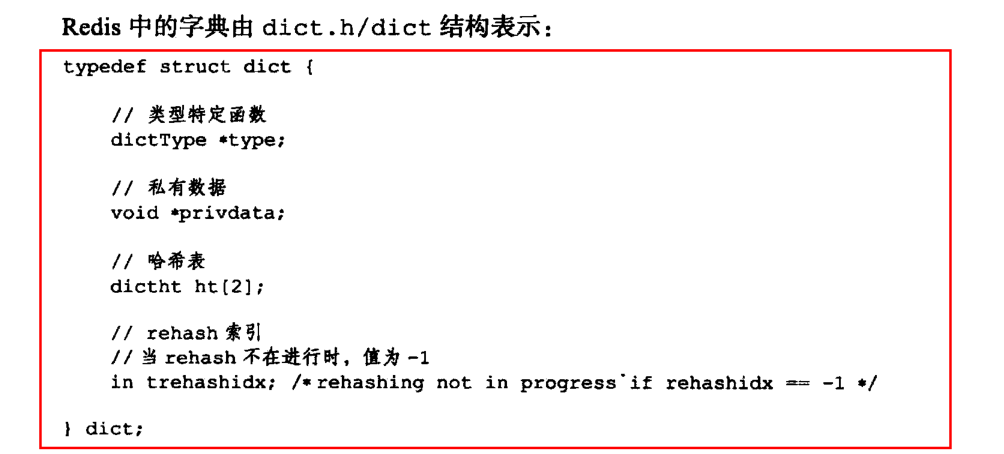 Redis 中的字典由 dict.h/dict 结构表示：
typedef struct dict {
// 类型特定函数
dictType *type;
// 私有数据
void *privdata;
// 哈希表
dictht ht[2];
// rehash 索引
// 当 rehash 不在进行时，值为 -1
in trehashidx; /* rehashing not in progress if rehashidx == -1 */
} dict;